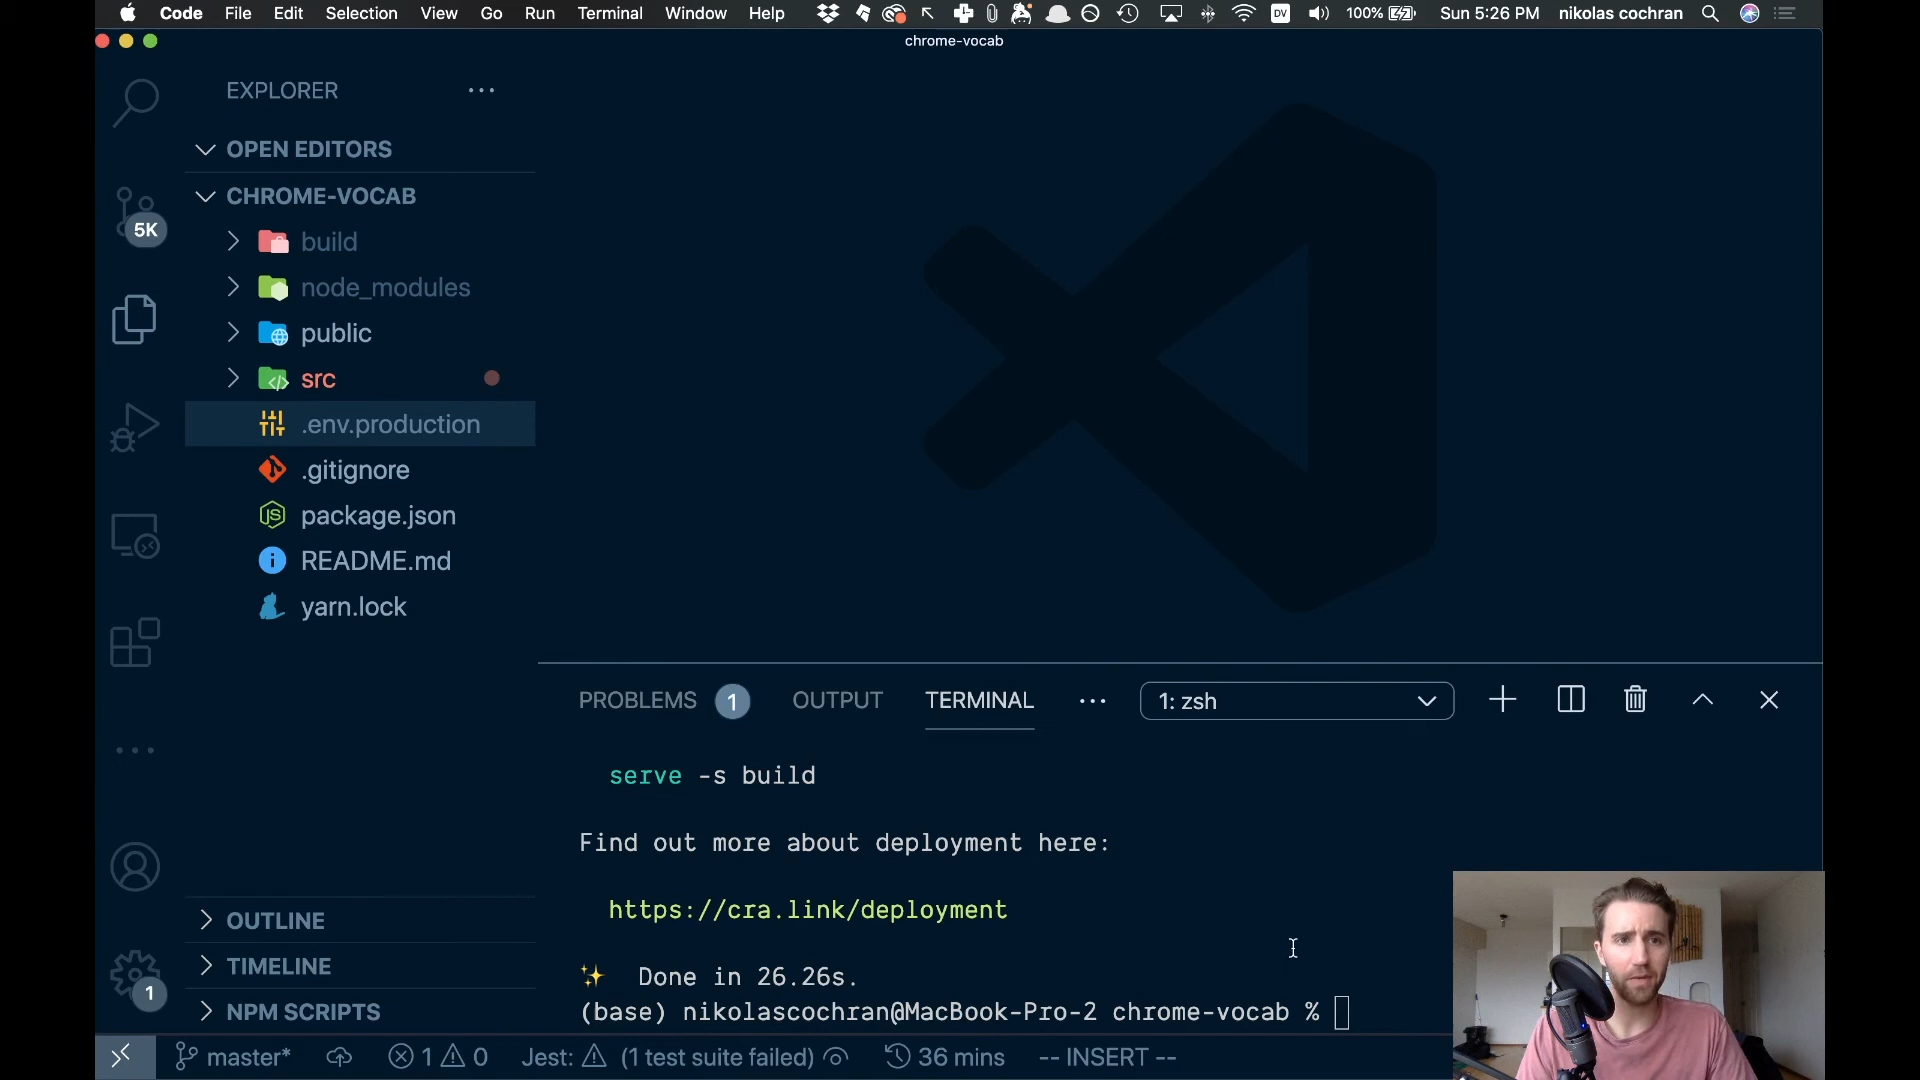 Code File Edit Selection View Go Run Terminal Window Help DV 100% Sun 5:26 PM nikolas cochran
chrome-vocab
EXPLORER
OPEN EDITORS
CHROME-VOCAB
5K
build
node_modules
public
src
.env.production
.gitignore
package.json
README.md
yarn.lock
PROBLEMS 1 OUTPUT TERMINAL 1: zsh
serve -s build
Find out more about deployment here:
https://cra.link/deployment
✨ Done in 26.26s.
(base) nikolascochran@MacBook-Pro-2 chrome-vocab %
OUTLINE
TIMELINE
1
NPM SCRIPTS
master* 1 0 Jest: (1 test suite failed) 36 mins -- INSERT --